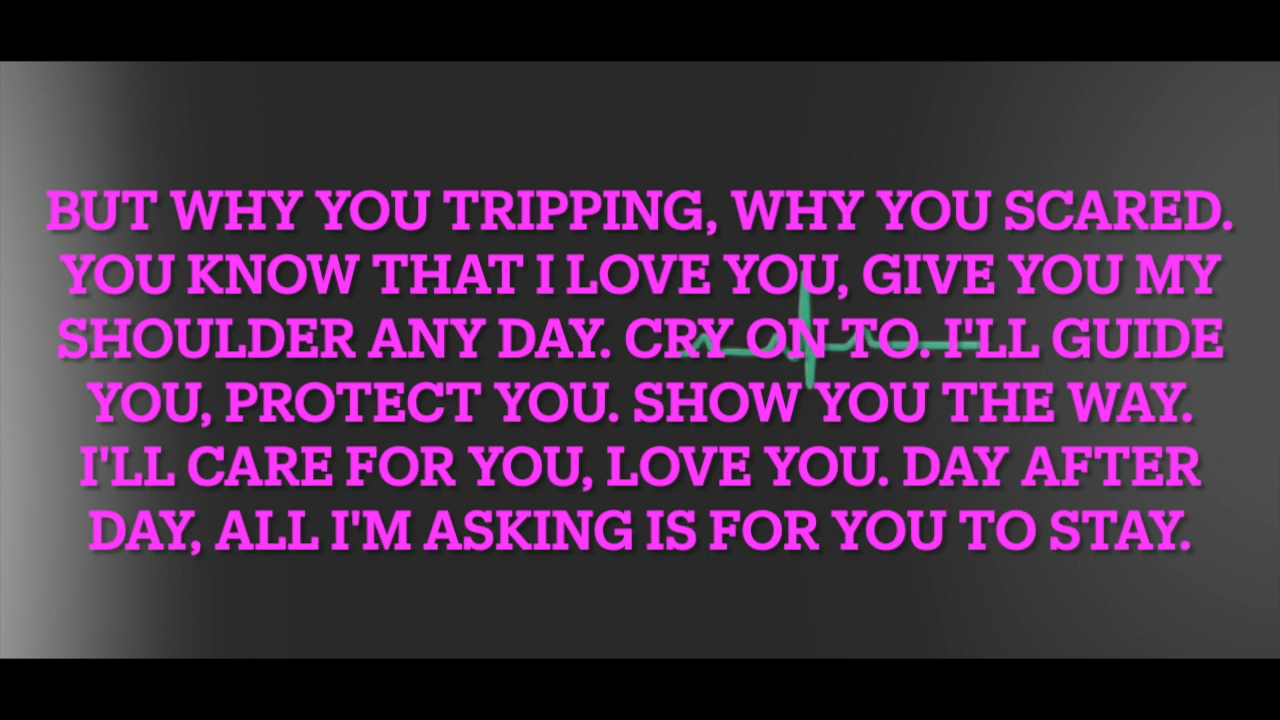 BUT WHY YOU TRIPPING, WHY YOU SCARED.
YOU KNOW THAT I LOVE YOU, GIVE YOU MY
SHOULDER ANY DAY. CRY ON TO. I'LL GUIDE
YOU, PROTECT YOU. SHOW YOU THE WAY.
I'LL CARE FOR YOU, LOVE YOU. DAY AFTER
DAY, ALL I'M ASKING IS FOR YOU TO STAY.